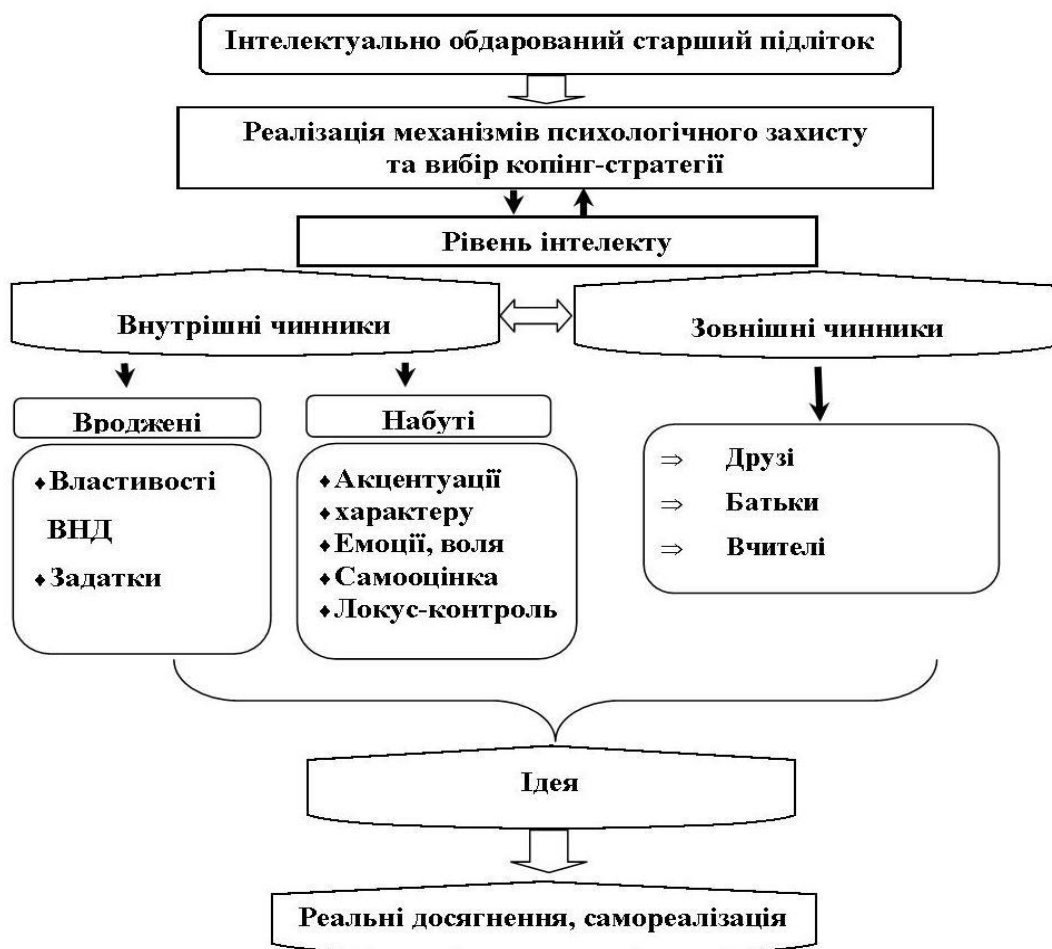 Інтелектуально обдарований старший підліток
Реалізація механізмів психологічного захисту
та вибір копінг-стратегії
Рівень інтелекту
Внутрішні чинники
Зовнішні чинники
Вроджені
♦Властивості
ВНД
♦Задатки
Набуті
♦Акцентуації
♦характеру
♦Емоції, воля
♦Самооцінка
♦Локус-контроль
⇒ Друзі
⇒ Батьки
⇒ Вчителі
Ідея
Реальні досягнення, самореалізація